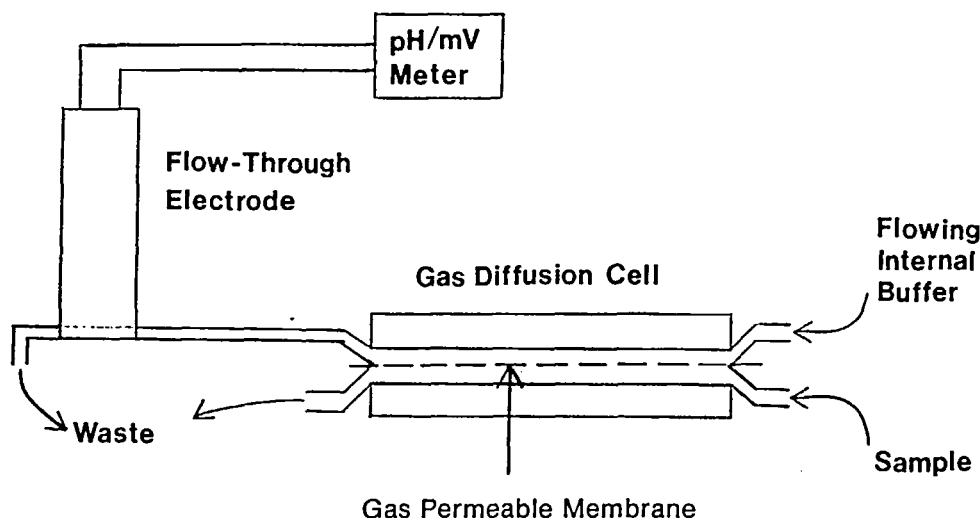 pH/mV
Meter
Flow-Through
Electrode
Flowing
Internal
Buffer
Gas Diffusion Cell
Waste
Sample
Gas Permeable Membrane